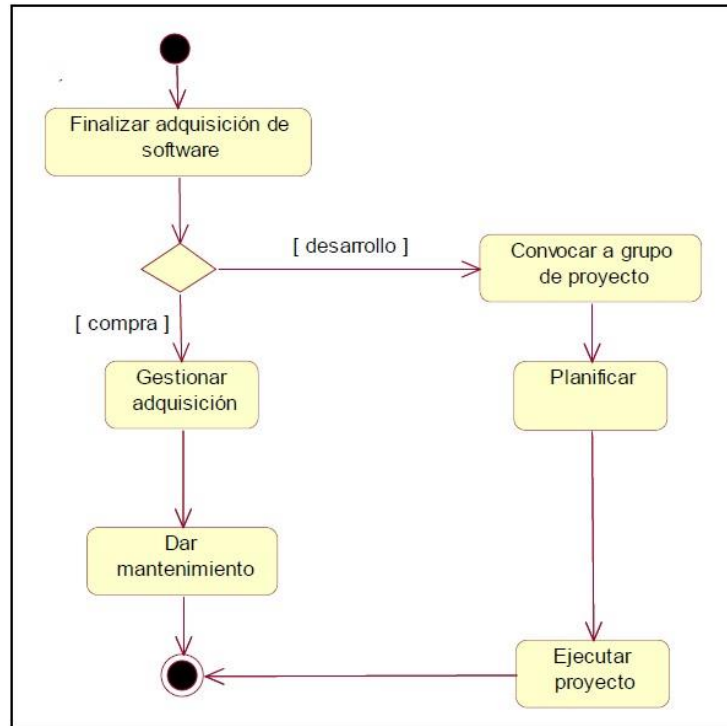 Finalizar adquisición de
software
[ desarrollo ]
Convocar a grupo
de proyecto
[ compra ]
Gestionar
adquisición
Planificar
Dar
mantenimiento
Ejecutar
proyecto